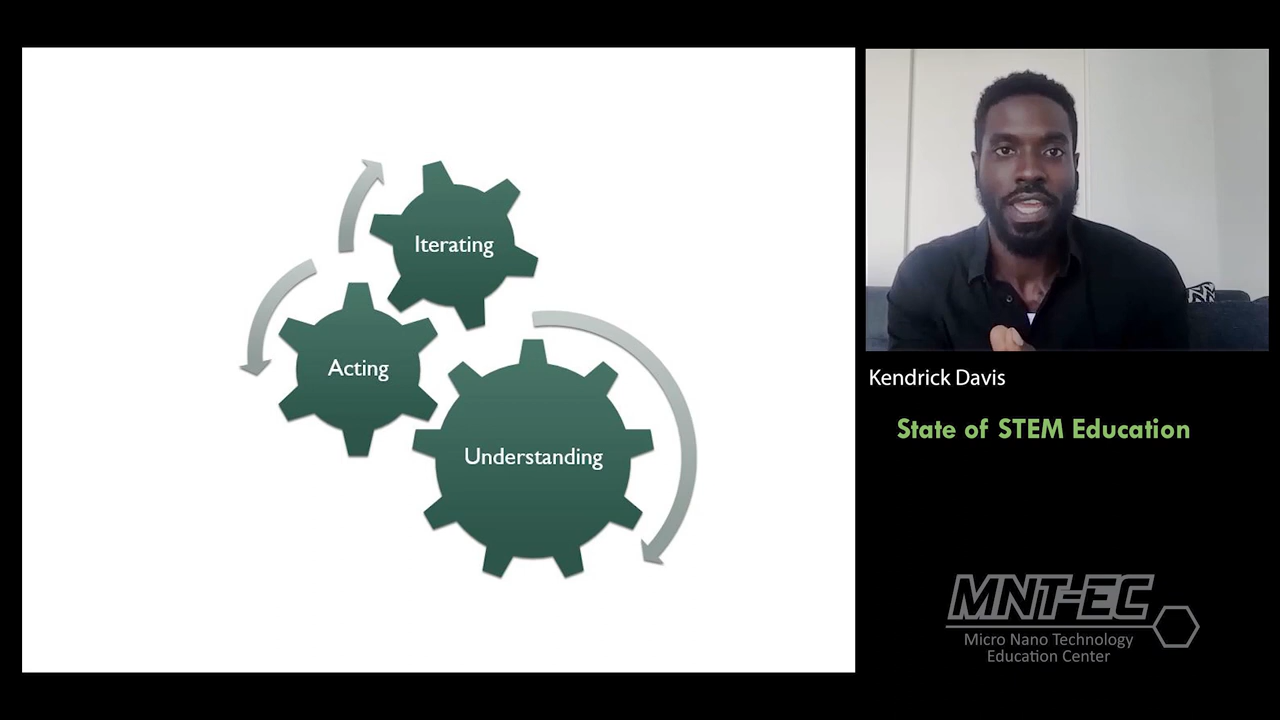 Iterating
Acting
Understanding
Kendrick Davis
State of STEM Education
MNT-EC
Micro Nano Technology
Education Center